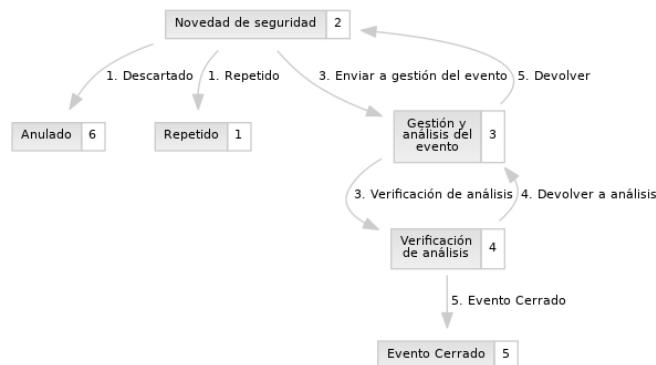 Novedad de seguridad 2
1. Descartado
1. Repetido
3. Enviar a gestión del evento
5. Devolver
Anulado 6
Repetido 1
Gestión y
análisis del
evento
3
3. Verificación de análisis
4. Devolver a análisis
Verificación
de análisis
4
5. Evento Cerrado
Evento Cerrado 5